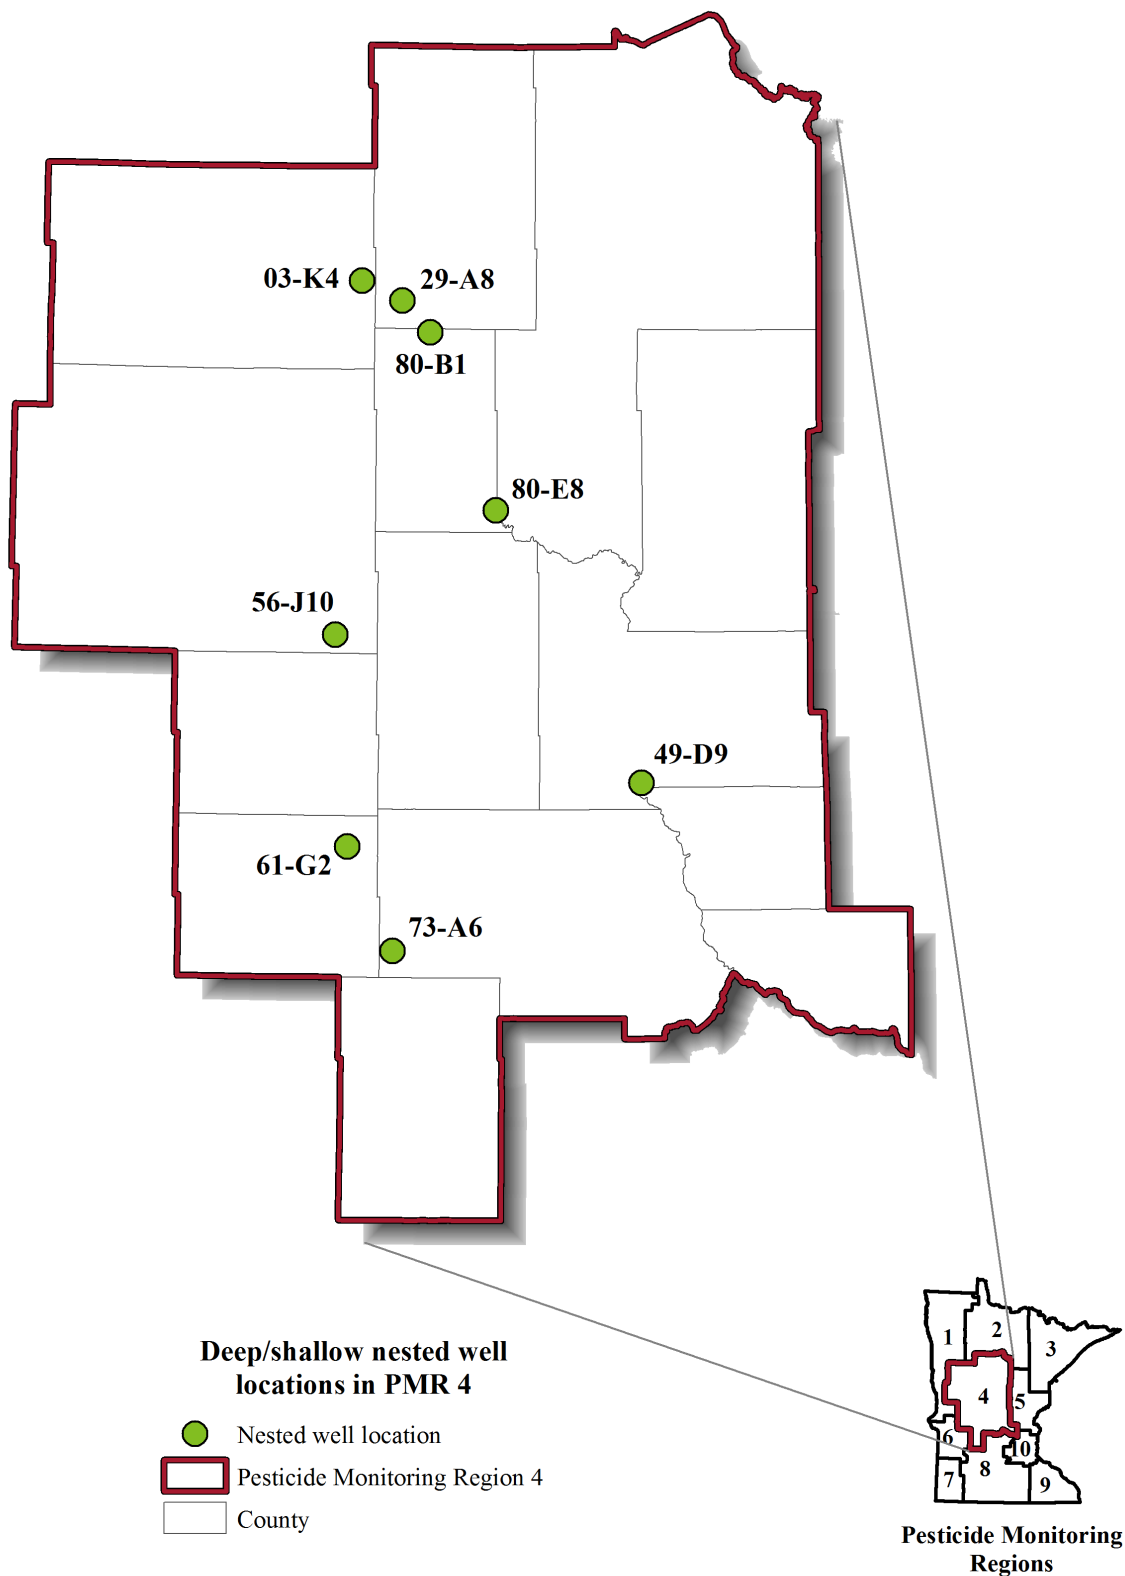 03-K4
29-A8
80-B1
80-E8
56-J10
49-D9
61-G2
73-A6
Deep/shallow nested well
locations in PMR 4
Nested well location
Pesticide Monitoring Region 4
County
1
2
3
4
5
6
10
8
7
9
Pesticide Monitoring
Regions